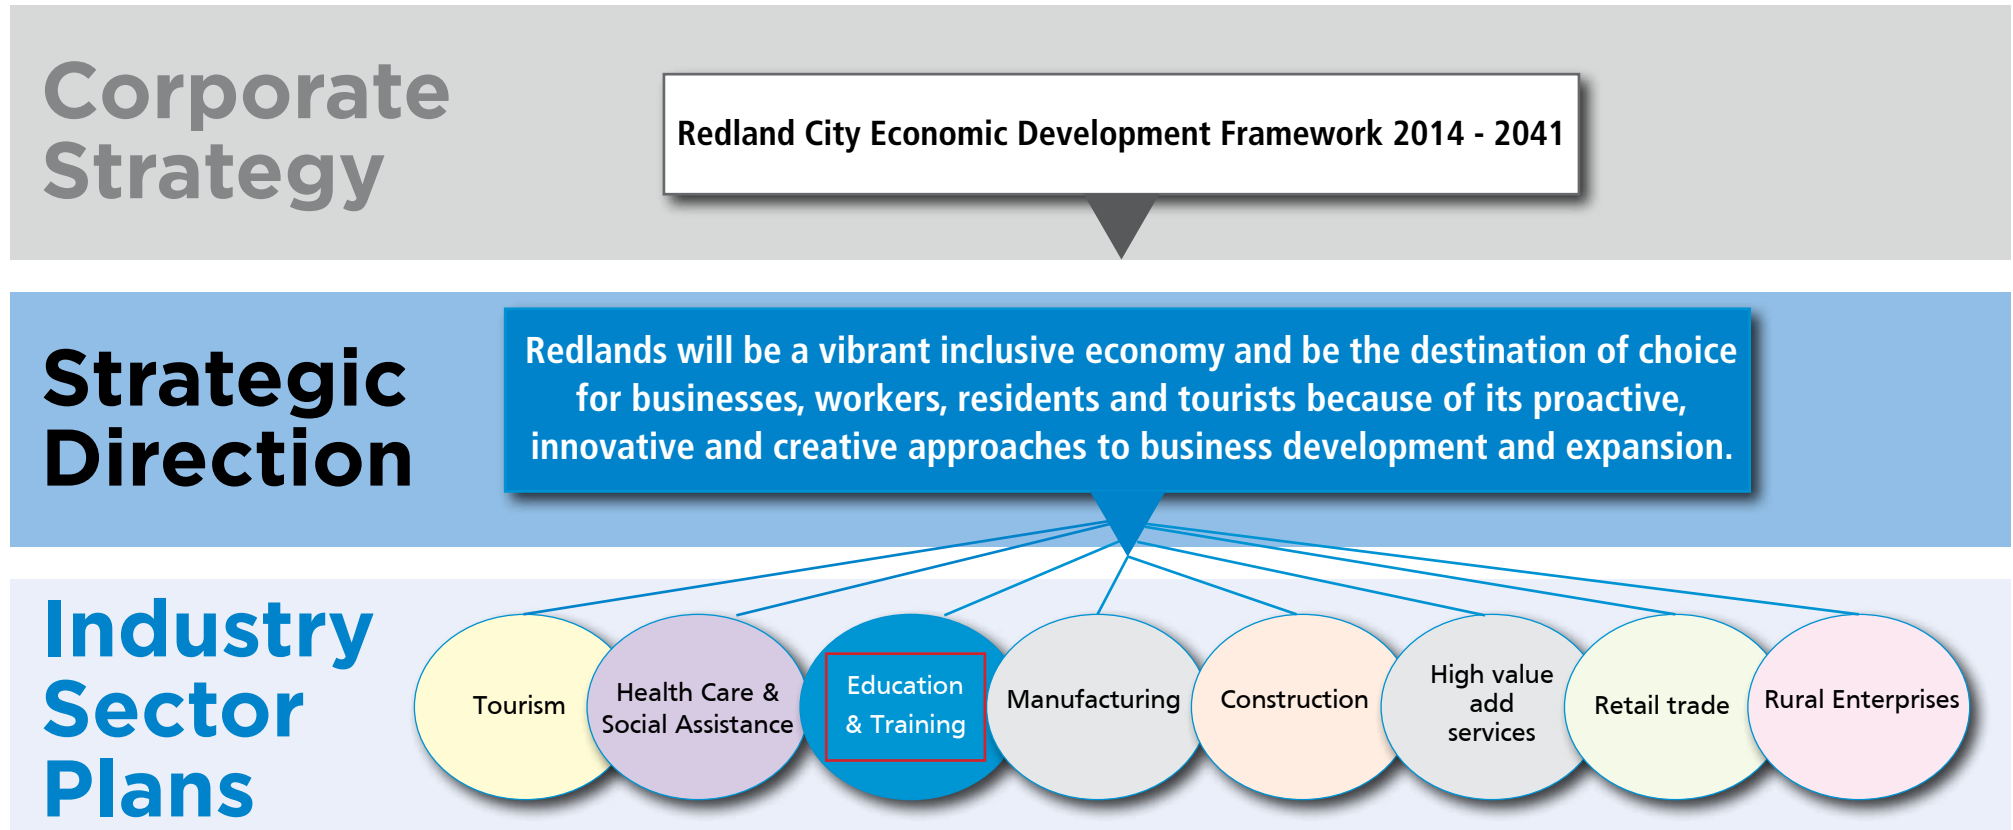 Corporate
Strategy
Redland City Economic Development Framework 2014 - 2041
Strategic
Direction
Redlands will be a vibrant inclusive economy and be the destination of choice
for businesses, workers, residents and tourists because of its proactive,
innovative and creative approaches to business development and expansion.
Industry
Sector
Plans
Tourism
Health Care &
Social Assistance
Education
& Training
Manufacturing
Construction
High value
add
services
Retail trade
Rural Enterprises